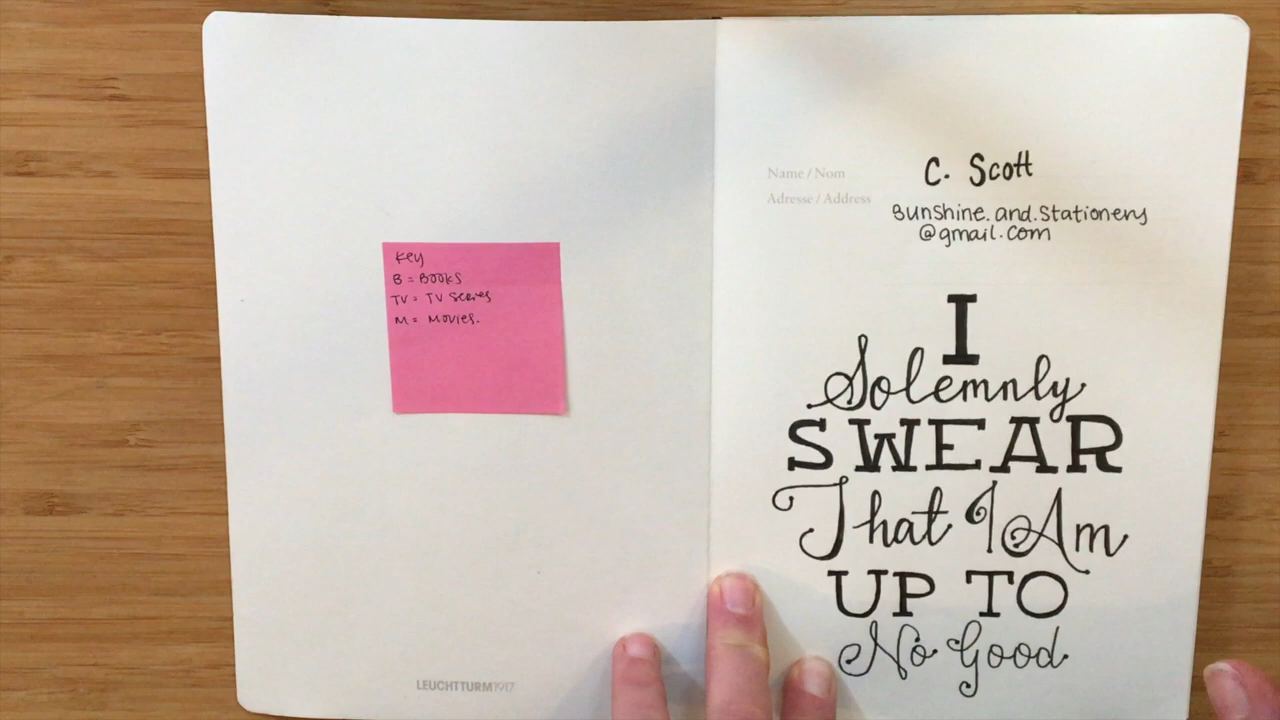 Key
B = BOOKS
TV = TV Series
M = Movies.
LEUCHTTURM1917
Name / Nom
C. Scott
Adresse / Address
Bunshine.and.Stationery
@gmail.com
I
Solemnly
SWEAR
That I Am
UP TO
No Good